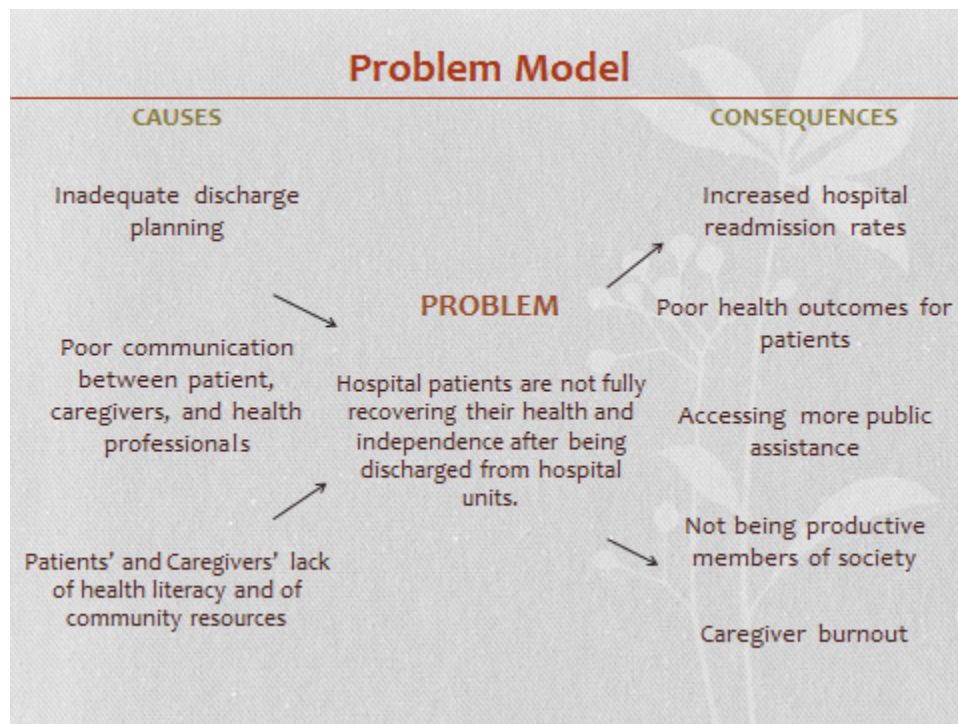 Problem Model
CAUSES
Inadequate discharge
planning
Poor communication
between patient,
caregivers, and health
professionals
Patients’ and Caregivers’ lack
of health literacy and of
community resources
PROBLEM
Hospital patients are not fully
recovering their health and
independence after being
discharged from hospital
units.
CONSEQUENCES
Increased hospital
readmission rates
Poor health outcomes for
patients
Accessing more public
assistance
Not being productive
members of society
Caregiver burnout